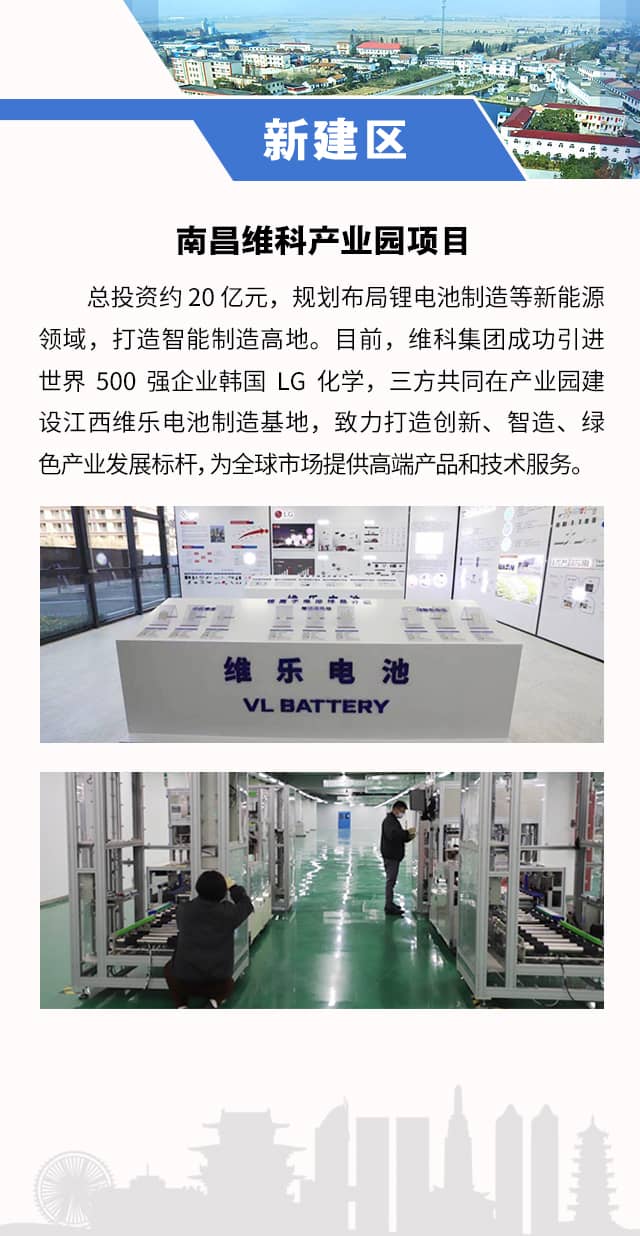 新建区
南昌维科产业园项目
总投资约 20 亿元，规划布局锂电池制造等新能源
领域，打造智能制造高地。目前，维科集团成功引进
世界 500 强企业韩国 LG 化学，三方共同在产业园建
设江西维乐电池制造基地，致力打造创新、智造、绿
色产业发展标杆，为全球市场提供高端产品和技术服务。
LG
维乐电池
维乐电池
VL BATTERY